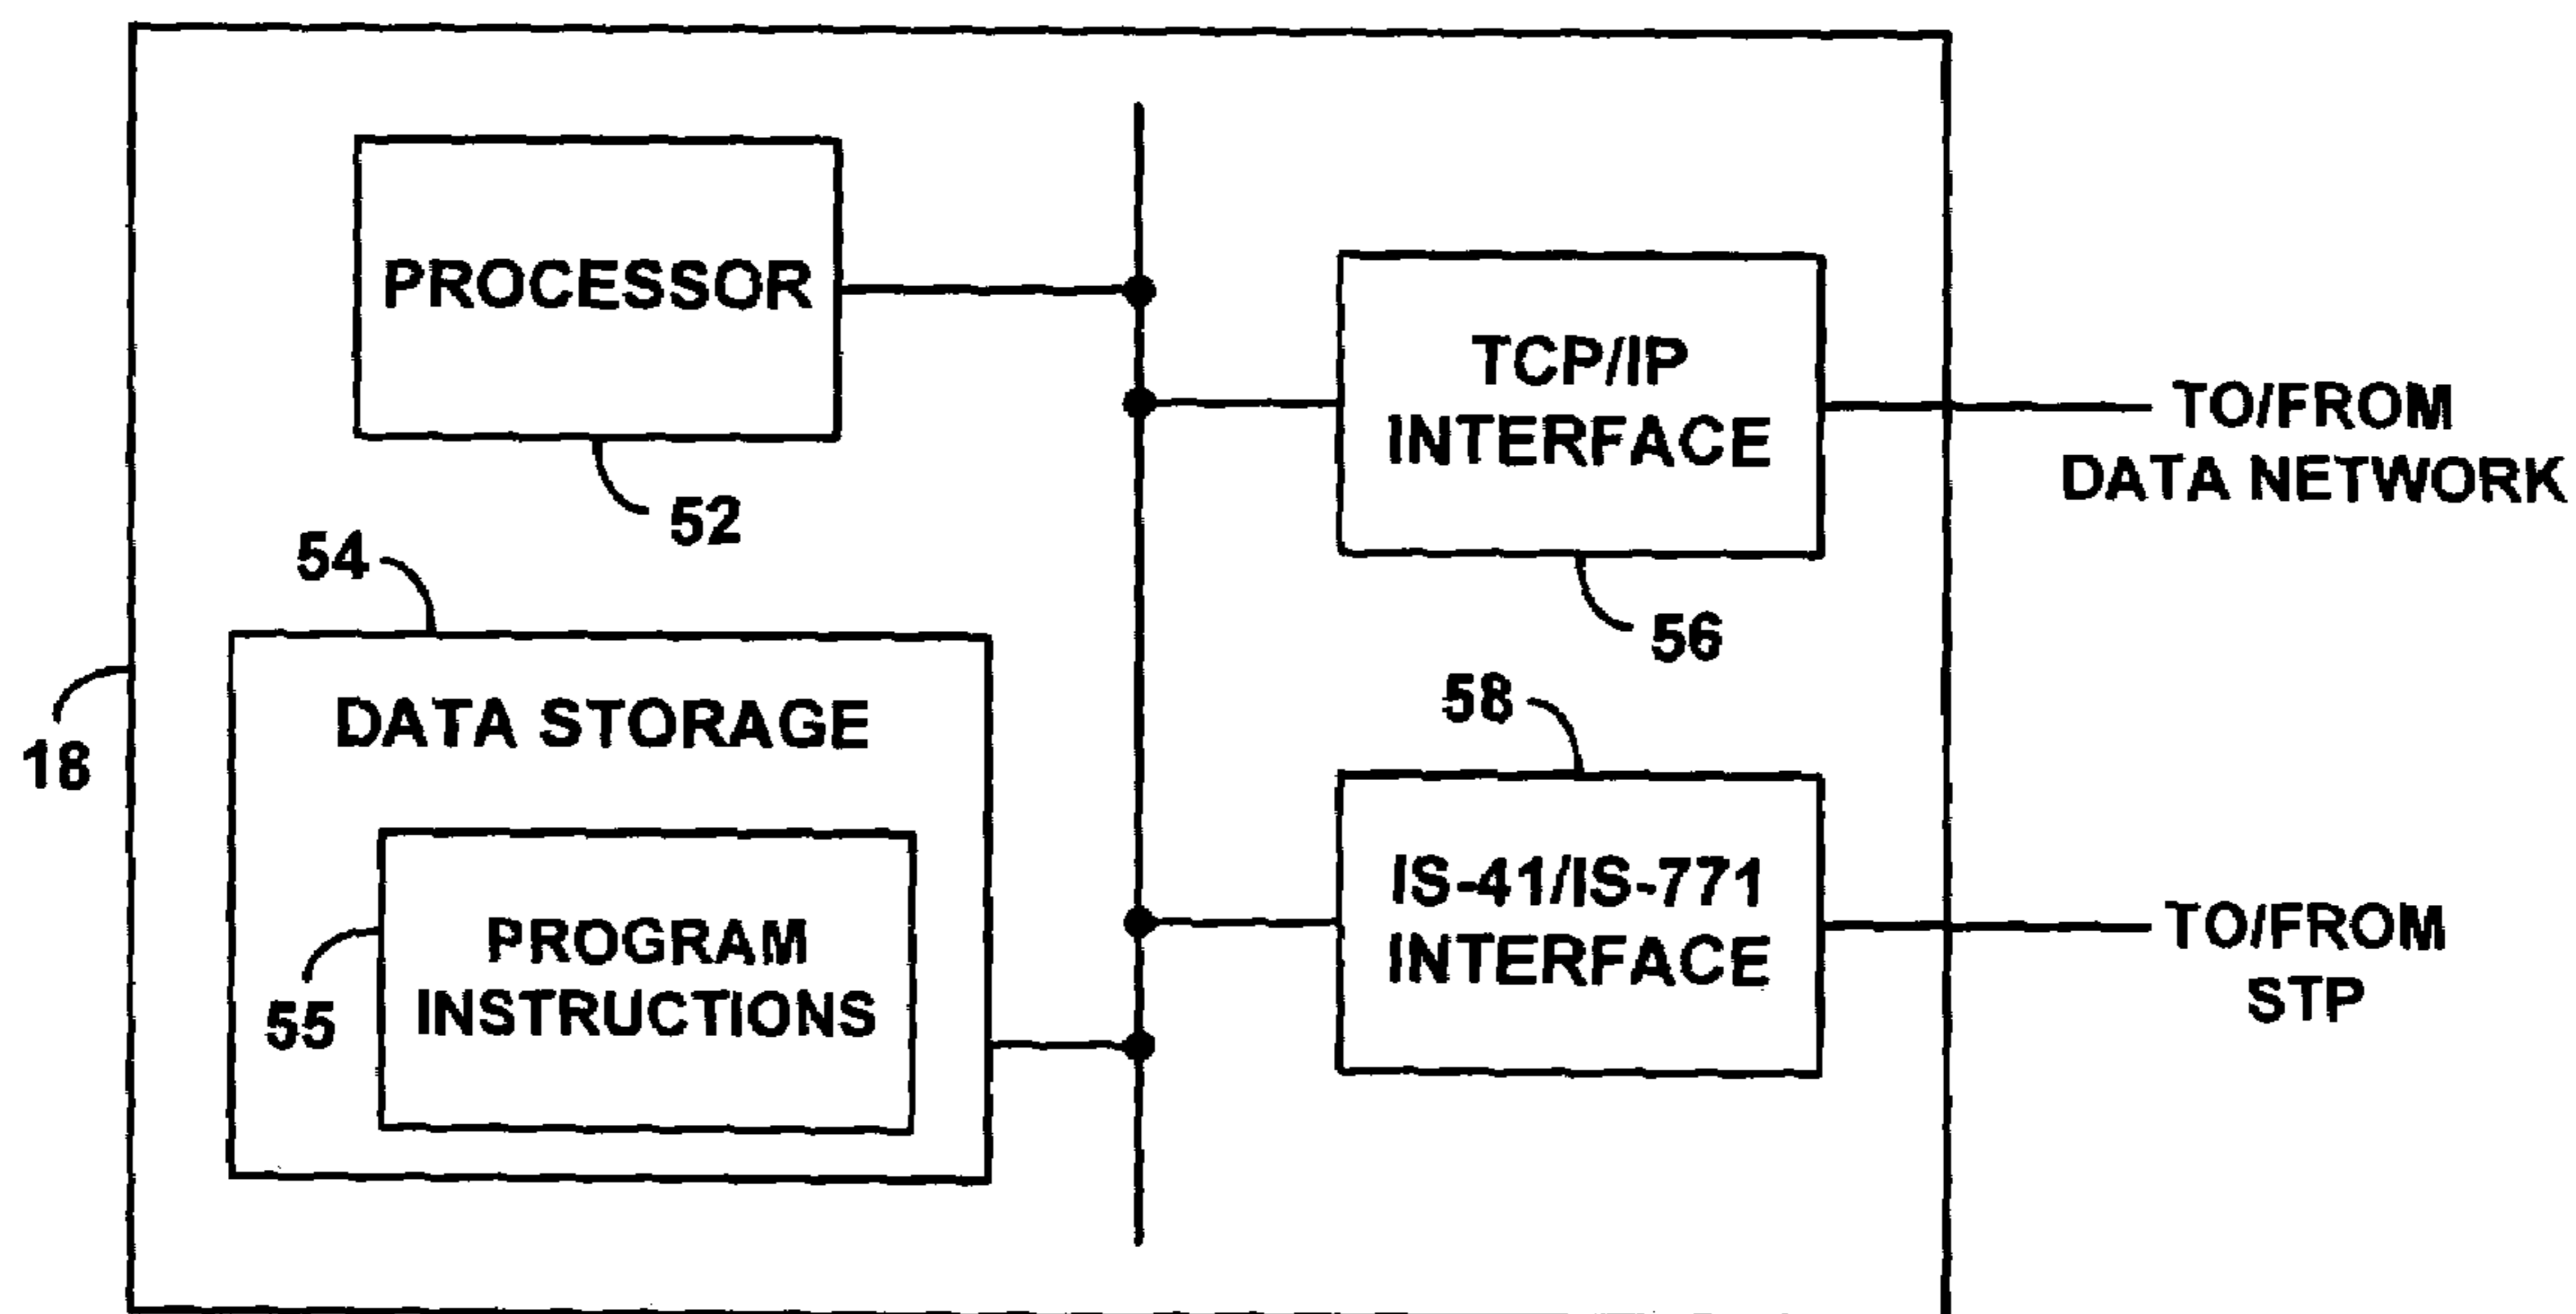 PROCESSOR
52
TCP/IP
INTERFACE
56
TO/FROM
DATA NETWORK
54
DATA STORAGE
18
55
PROGRAM
INSTRUCTIONS
58
IS-41/IS-771
INTERFACE
TO/FROM
STP